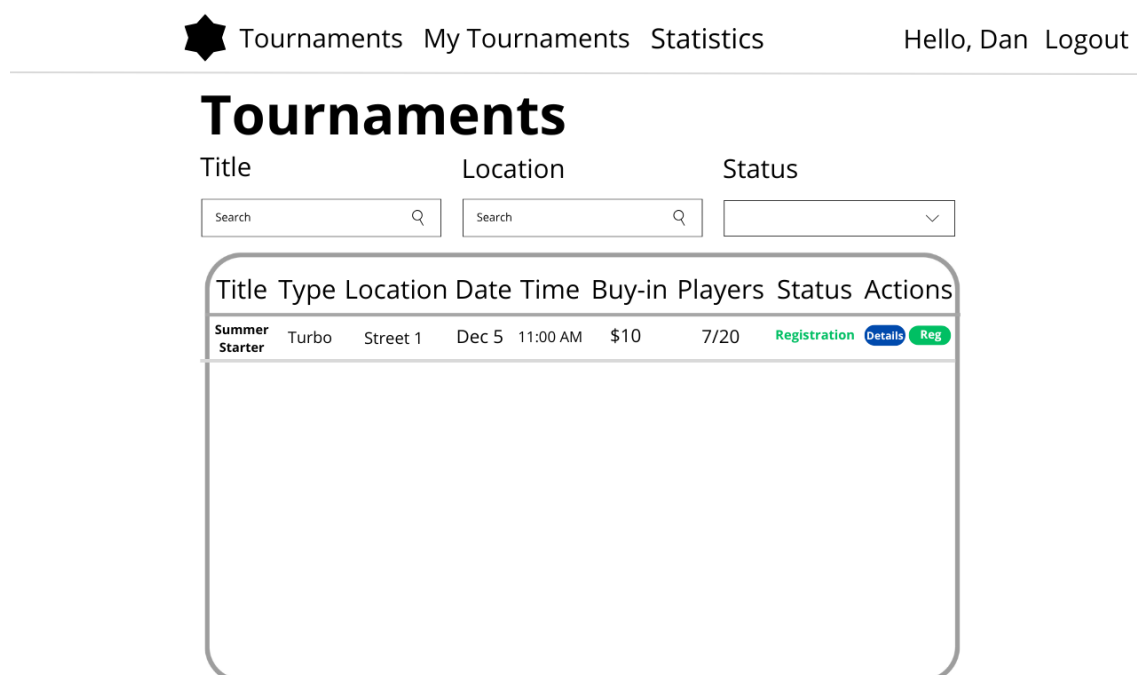 Tournaments My Tournaments Statistics Hello, Dan Logout
Tournaments
Title Location Status
Search Search
Title Type Location Date Time Buy-in Players Status Actions
Summer Starter Turbo Street 1 Dec 5 11:00 AM $10 7/20 Registration Details Reg